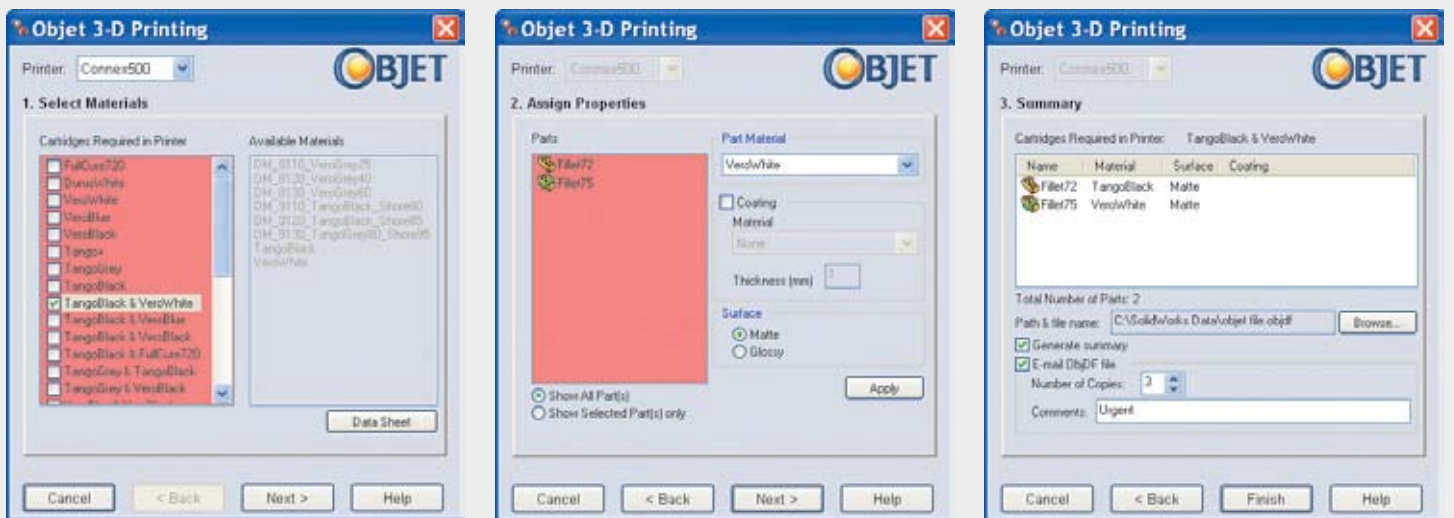 Objet 3-D Printing
Printer: Connex500
OBJET
1. Select Materials
Cartridges Required in Printer
FullCure720
DurusWhite
VeroWhite
VeroBlue
VeroBlack
Tango+
TangoGrey
TangoBlack
TangoBlack & VeroWhite
TangoBlack & VeroBlue
TangoBlack & VeroBlack
TangoBlack & FullCure720
TangoGrey & TangoBlack
TangoGrey & VeroBlack
Available Materials
DM_8110_VeroGrey25
DM_8120_VeroGrey40
DM_8130_VeroGrey60
DM_9110_TangoBlack_Shore80
DM_9120_TangoBlack_Shore85
DM_9130_TangoGrey80_Shore95
TangoBlack
VeroWhite
Data Sheet
Cancel
< Back
Next >
Help
Objet 3-D Printing
Printer: Connex500
OBJET
2. Assign Properties
Parts
Fillet72
Fillet75
Show All Part(s)
Show Selected Part(s) only
Part Material
VeroWhite
Coating
Material
None
Thickness (mm)
Surface
Matte
Glossy
Apply
Cancel
< Back
Next >
Help
Objet 3-D Printing
Printer: Connex500
OBJET
3. Summary
Cartridges Required in Printer: TangoBlack & VeroWhite
Name Material Surface Coating
Fillet72 TangoBlack Matte
Fillet75 VeroWhite Matte
Total Number of Parts: 2
Path & file name: C:\SolidWorks Data\objet file.objdf Browse...
Generate summary
E-mail ObjDF file
Number of Copies: 3
Comments: Urgent
Cancel
< Back
Finish
Help